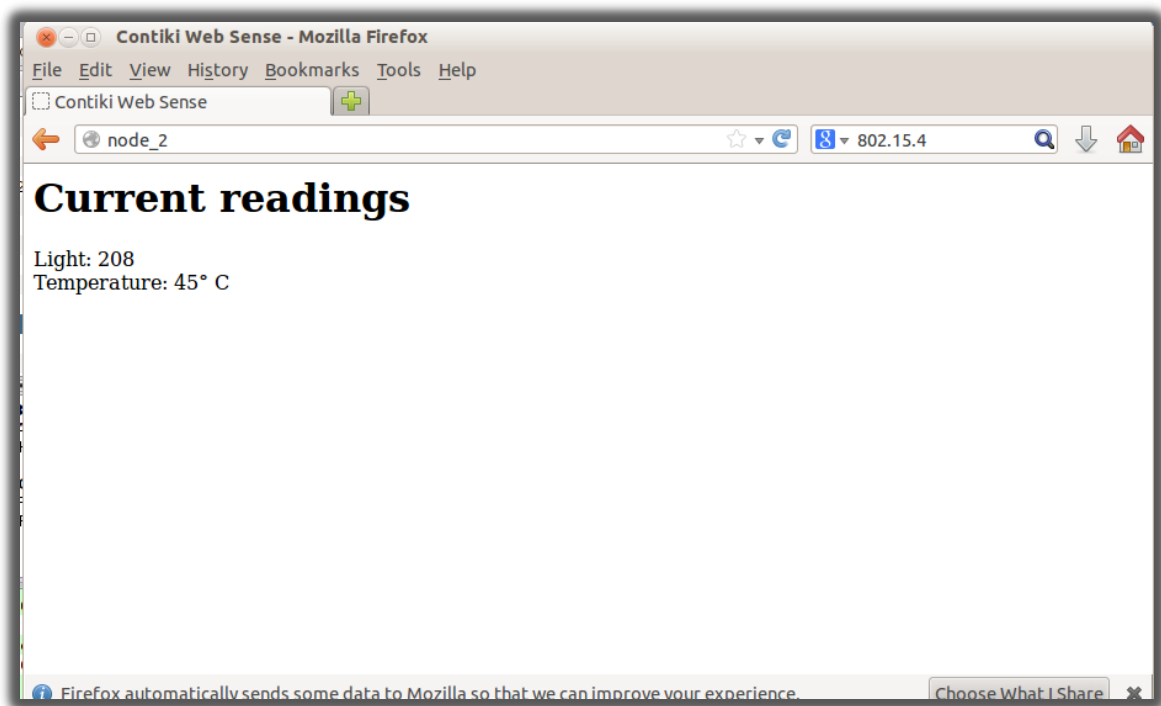 Contiki Web Sense - Mozilla Firefox
File Edit View History Bookmarks Tools Help
Contiki Web Sense
node_2 802.15.4
Current readings
Light: 208
Temperature: 45° C
Firefox automatically sends some data to Mozilla so that we can improve your experience. Choose What I Share